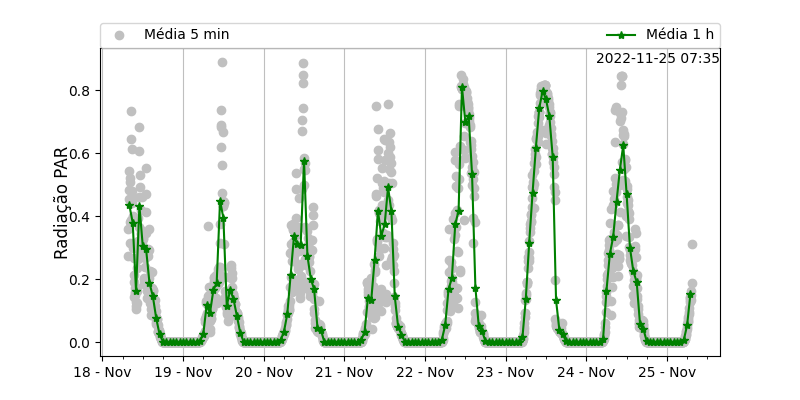 Média 5 min
Média 1 h
2022-11-25 07:35
Radiação PAR
0.8
0.6
0.4
0.2
0.0
18 - Nov
19 - Nov
20 - Nov
21 - Nov
22 - Nov
23 - Nov
24 - Nov
25 - Nov